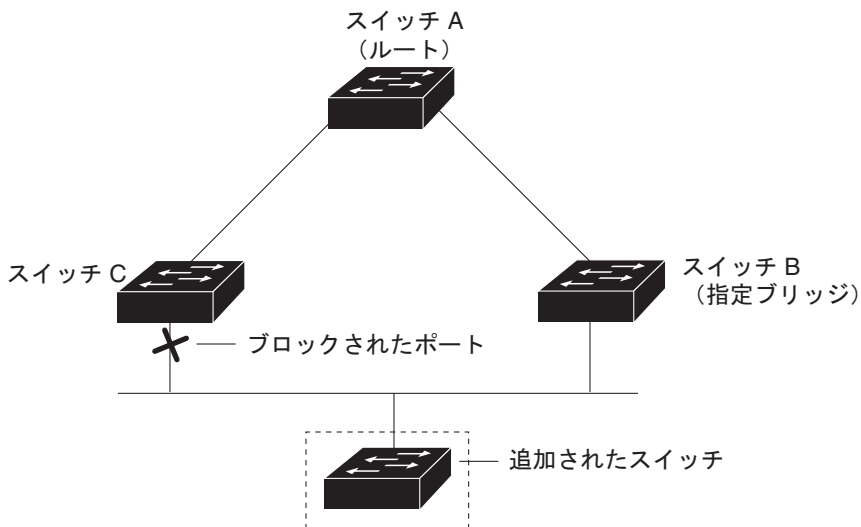 スイッチ A
（ルート）
スイッチ C
スイッチ B
（指定ブリッジ）
ブロックされたポート
追加されたスイッチ